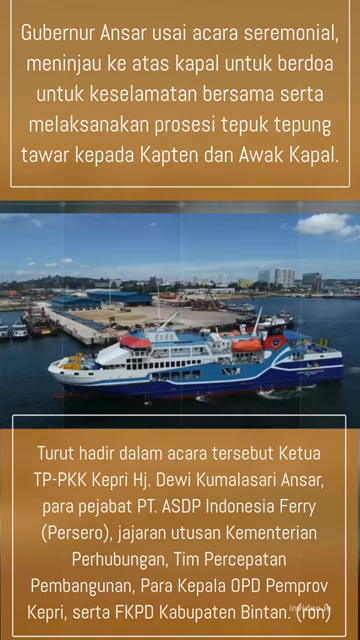 Gubernur Ansar usai acara seremonial,
meninjau ke atas kapal untuk berdoa
untuk keselamatan bersama serta
melaksanakan prosesi tepuk tepung
tawar kepada Kapten dan Awak Kapal.
Turut hadir dalam acara tersebut Ketua
TP-PKK Kepri Hj. Dewi Kumalasari Ansar,
para pejabat PT. ASDP Indonesia Ferry
(Persero), jajaran utusan Kementerian
Perhubungan, Tim Percepatan
Pembangunan, Para Kepala OPD Pemprov
Kepri, serta FKPD Kabupaten Bintan. (ron)